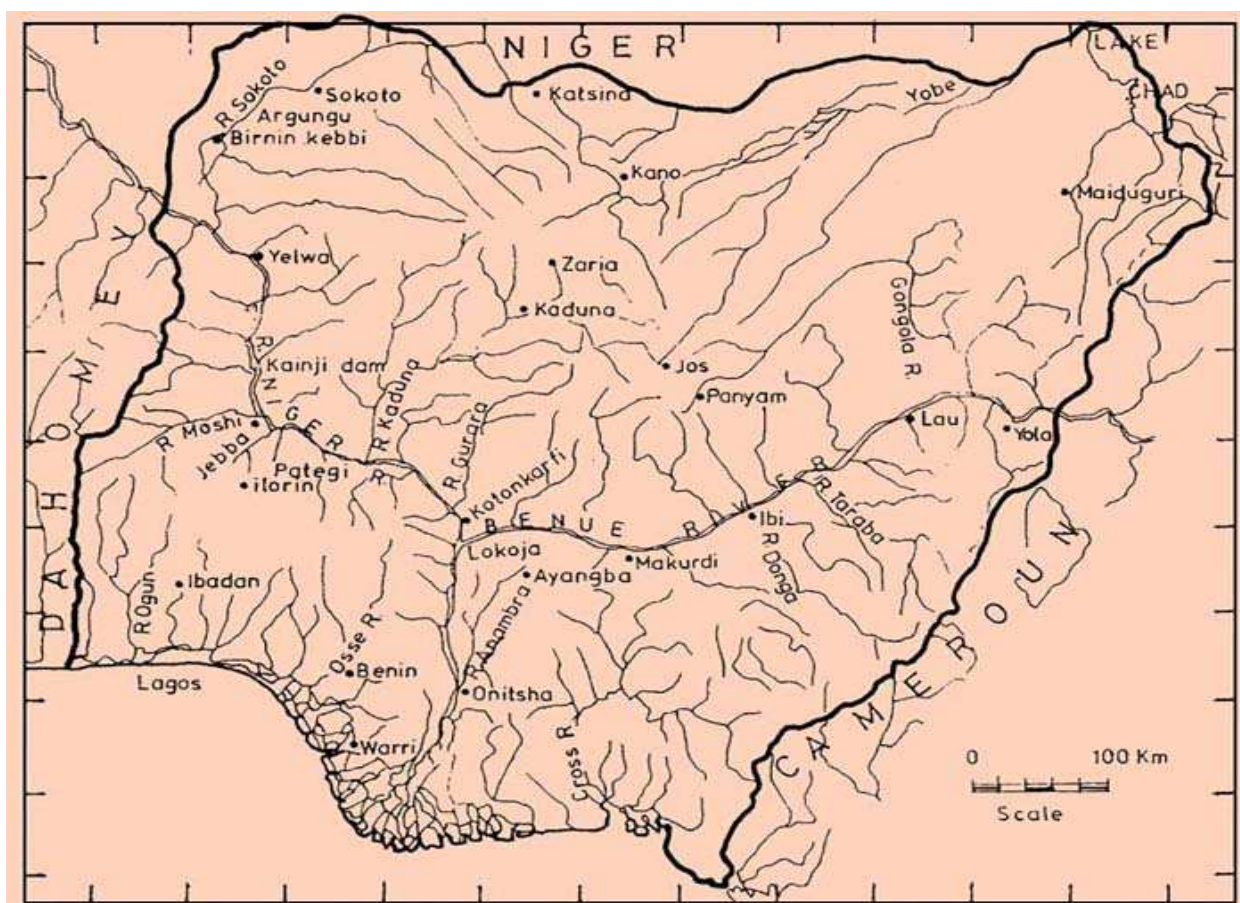 NIGER
LAKE
CHAD
R Sokoto
Sokoto
Katsina
Yobe
Argungu
Birnin kebbi
Kano
Maiduguri
Yelwa
Zaria
Kaduna
Gongola R.
DAHOMEY
R. NIGER R.
Kainji dam
Jos
Panyam
R Kaduna
R Moshi
Jebba
Lau
Yola
Pategi
ilorin
R. Gurara
Kotonkarfi
BENUE RIVER
R. Taraba
Ibi
Lokoja
Makurdi
R Donga
Ayangba
Ibadan
R Ogun
Osse R.
R Anambra
Benin
Lagos
Onitsha
Warri
Cross R.
CAMEROUN
0 100 Km
Scale